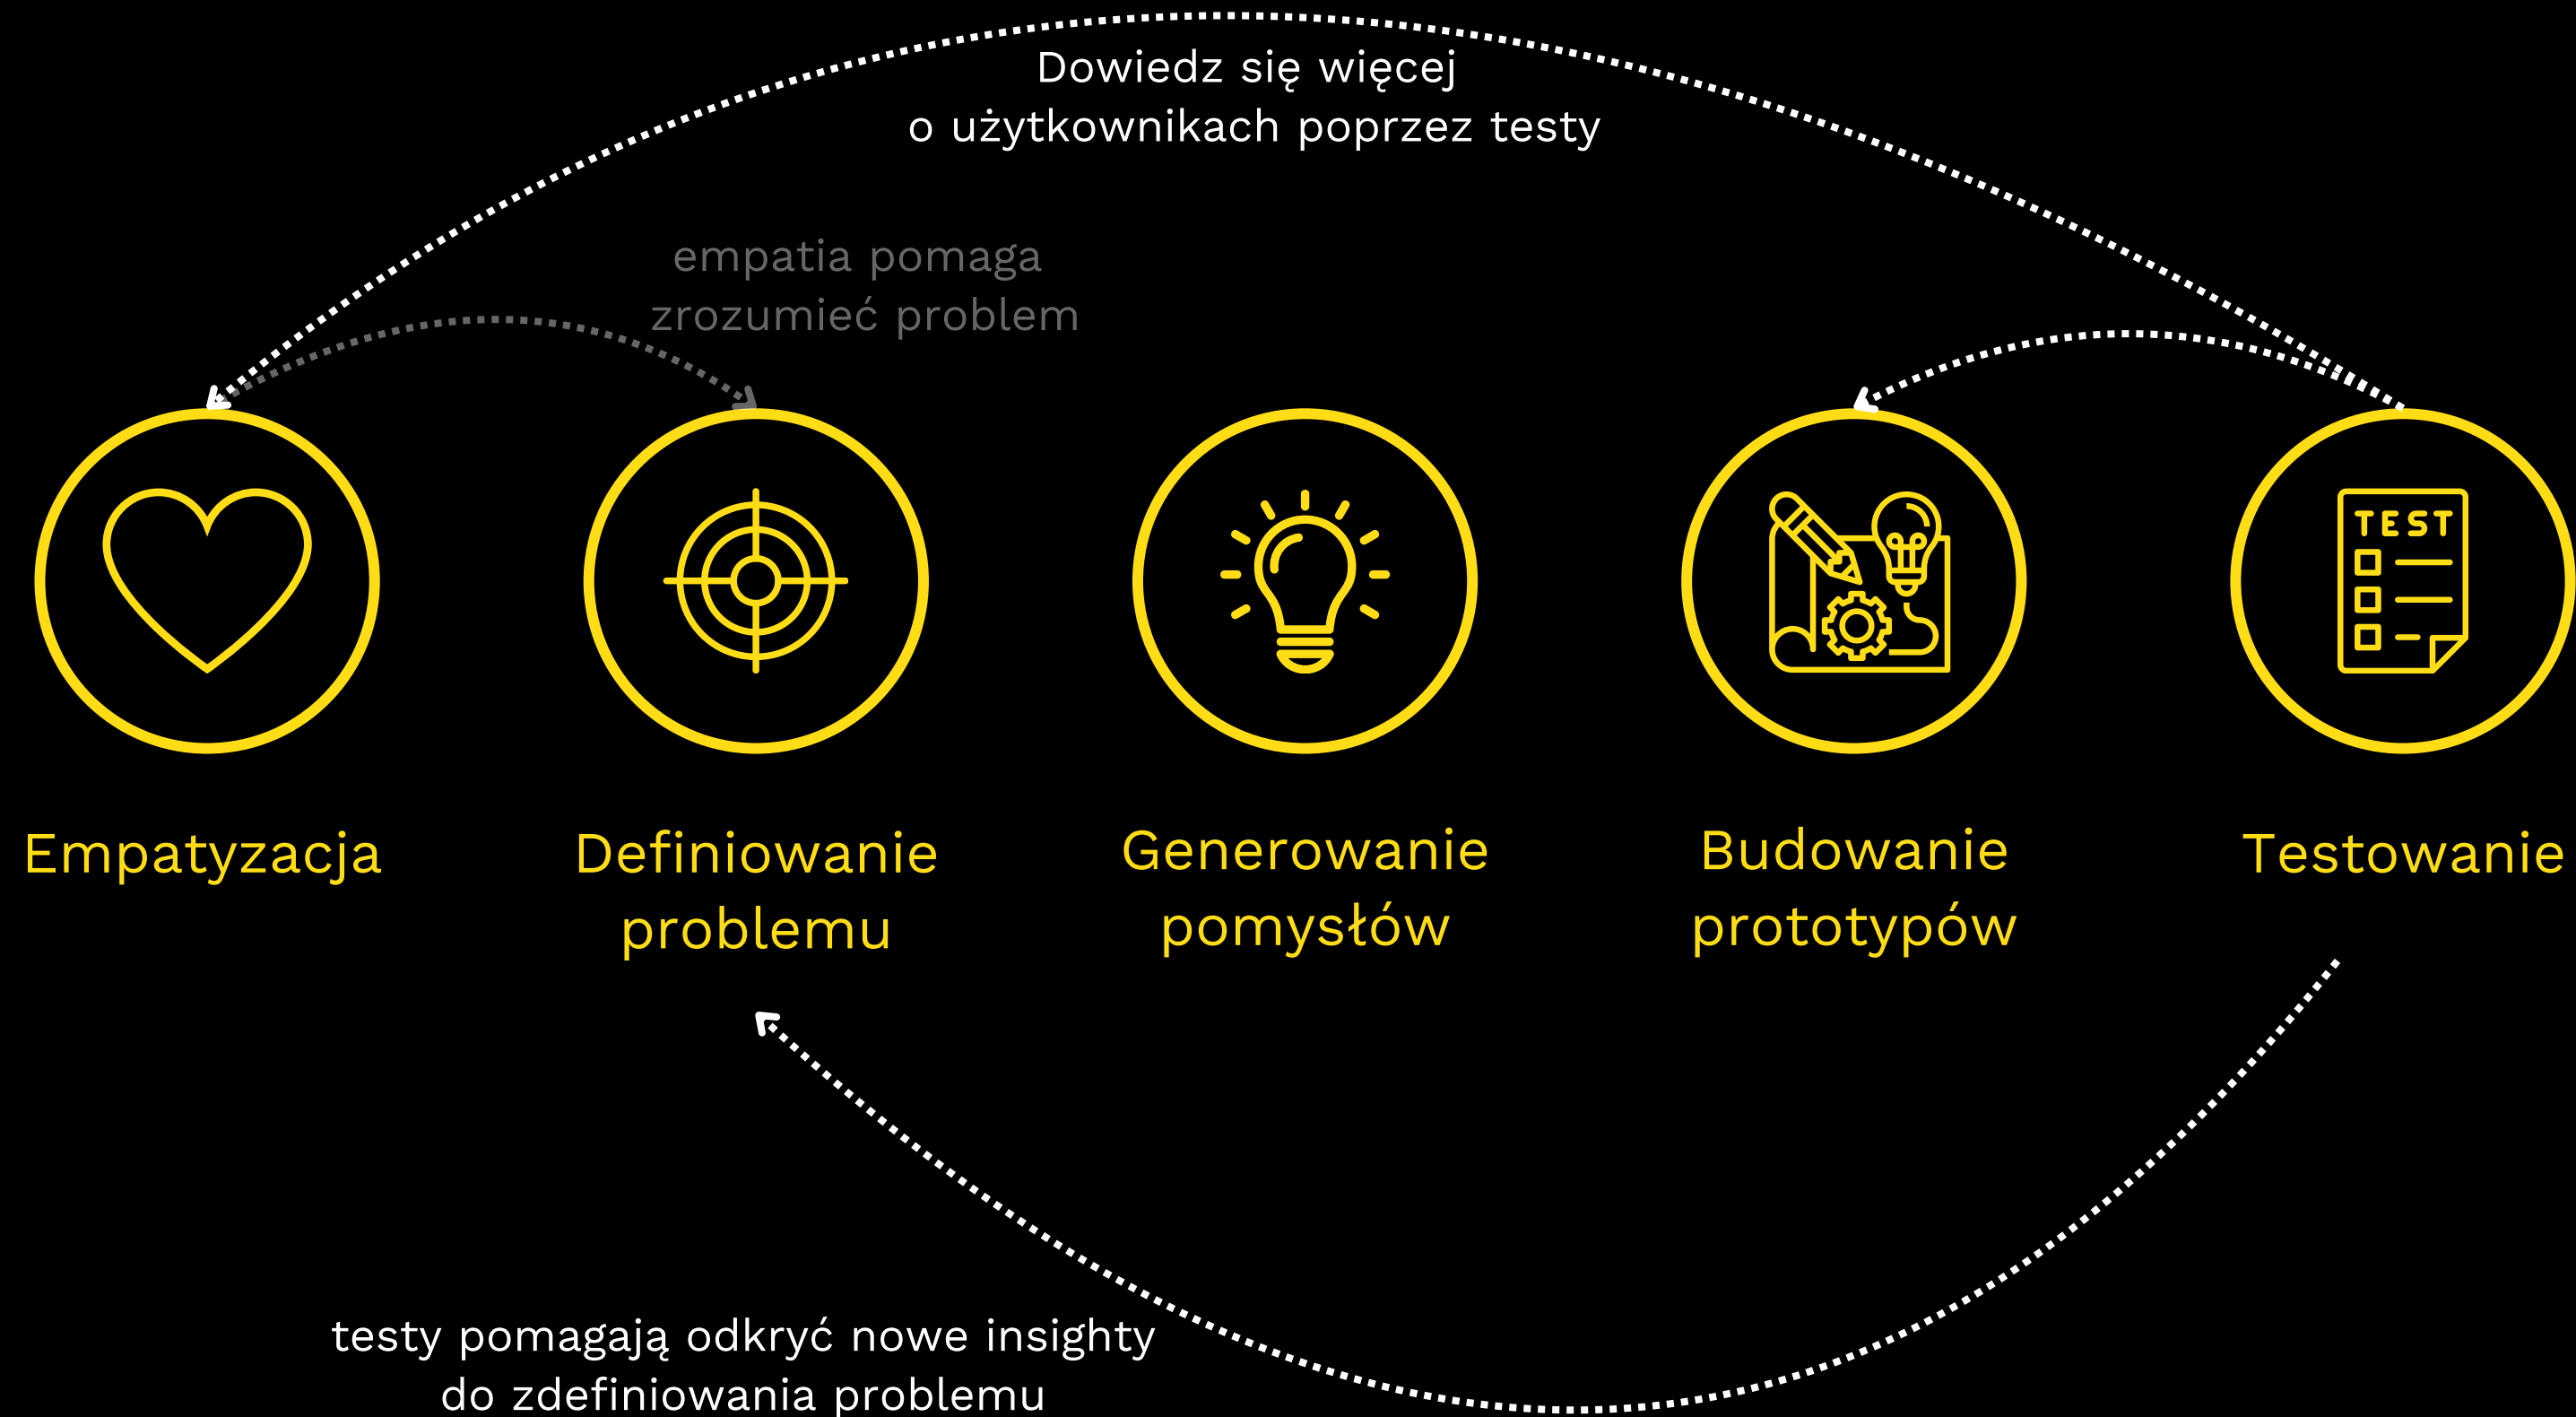 Dowiedz się więcej
o użytkownikach poprzez testy
empatia pomaga
zrozumieć problem
TEST
Empatyzacja
Definiowanie
problemu
Generowanie
pomysłów
Budowanie
prototypów
Testowanie
testy pomagają odkryć nowe insighty
do zdefiniowania problemu